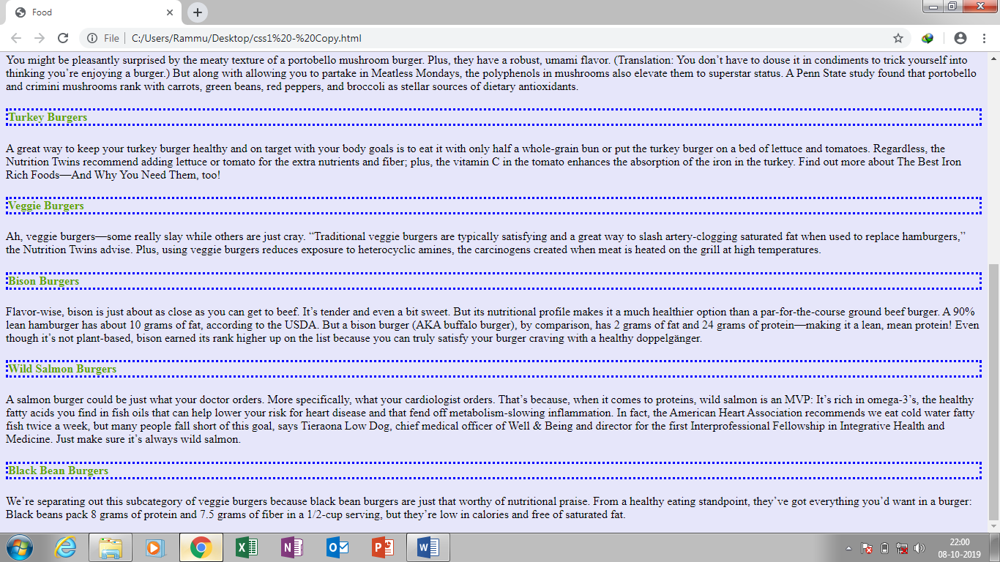 Food
File
C:/Users/Rammu/Desktop/css1%20-%20Copy.html
You might be pleasantly surprised by the meaty texture of a portobello mushroom burger. Plus, they have a robust, umami flavor. (Translation: You don’t have to douse it in condiments to trick yourself into
thinking you’re enjoying a burger.) But along with allowing you to partake in Meatless Mondays, the polyphenols in mushrooms also elevate them to superstar status. A Penn State study found that portobello
and crimini mushrooms rank with carrots, green beans, red peppers, and broccoli as stellar sources of dietary antioxidants.
Turkey Burgers
A great way to keep your turkey burger healthy and on target with your body goals is to eat it with only half a whole-grain bun or put the turkey burger on a bed of lettuce and tomatoes. Regardless, the
Nutrition Twins recommend adding lettuce or tomato for the extra nutrients and fiber; plus, the vitamin C in the tomato enhances the absorption of the iron in the turkey. Find out more about The Best Iron
Rich Foods—And Why You Need Them, too!
Veggie Burgers
Ah, veggie burgers—some really slay while others are just cray. “Traditional veggie burgers are typically satisfying and a great way to slash artery-clogging saturated fat when used to replace hamburgers,”
the Nutrition Twins advise. Plus, using veggie burgers reduces exposure to heterocyclic amines, the carcinogens created when meat is heated on the grill at high temperatures.
Bison Burgers
Flavor-wise, bison is just about as close as you can get to beef. It’s tender and even a bit sweet. But its nutritional profile makes it a much healthier option than a par-for-the-course ground beef burger. A 90%
lean hamburger has about 10 grams of fat, according to the USDA. But a bison burger (AKA buffalo burger), by comparison, has 2 grams of fat and 24 grams of protein—making it a lean, mean protein! Even
though it’s not plant-based, bison earned its rank higher up on the list because you can truly satisfy your burger craving with a healthy doppelgänger.
Wild Salmon Burgers
A salmon burger could be just what your doctor orders. More specifically, what your cardiologist orders. That’s because, when it comes to proteins, wild salmon is an MVP: It’s rich in omega-3’s, the healthy
fatty acids you find in fish oils that can help lower your risk for heart disease and that fend off metabolism-slowing inflammation. In fact, the American Heart Association recommends we eat cold water fatty
fish twice a week, but many people fall short of this goal, says Tieraona Low Dog, chief medical officer of Well & Being and director for the first Interprofessional Fellowship in Integrative Health and
Medicine. Just make sure it’s always wild salmon.
Black Bean Burgers
We’re separating out this subcategory of veggie burgers because black bean burgers are just that worthy of nutritional praise. From a healthy eating standpoint, they’ve got everything you’d want in a burger:
Black beans pack 8 grams of protein and 7.5 grams of fiber in a 1/2-cup serving, but they’re low in calories and free of saturated fat.
22:00
08-10-2019